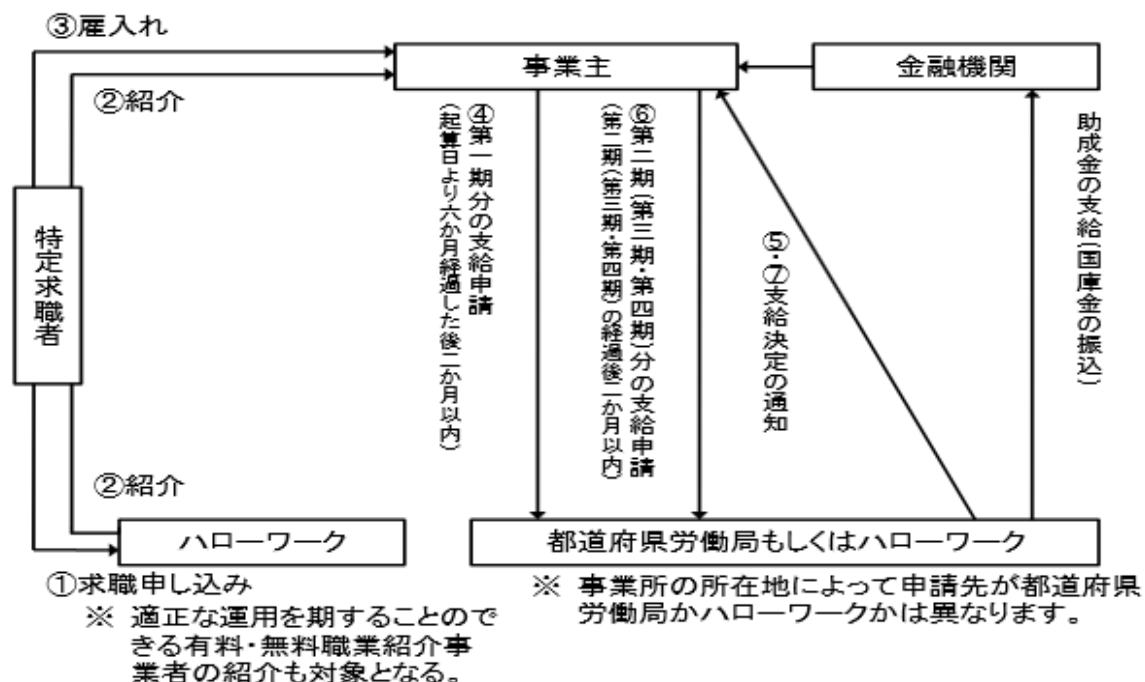 ③雇入れ
事業主
金融機関
②紹介
④第一期分の支給申請
(起算日より六か月経過した後二か月以内)
⑥第二期(第三期・第四期)分の支給申請
(第二期(第三期・第四期)の経過後二か月以内)
⑤・⑦支給決定の通知
助成金の支給(国庫金の振込)
特定求職者
②紹介
ハローワーク
都道府県労働局もしくはハローワーク
①求職申し込み
※ 適正な運用を期することので
きる有料・無料職業紹介事
業者の紹介も対象となる。
※ 事業所の所在地によって申請先が都道府県
労働局かハローワークかは異なります。